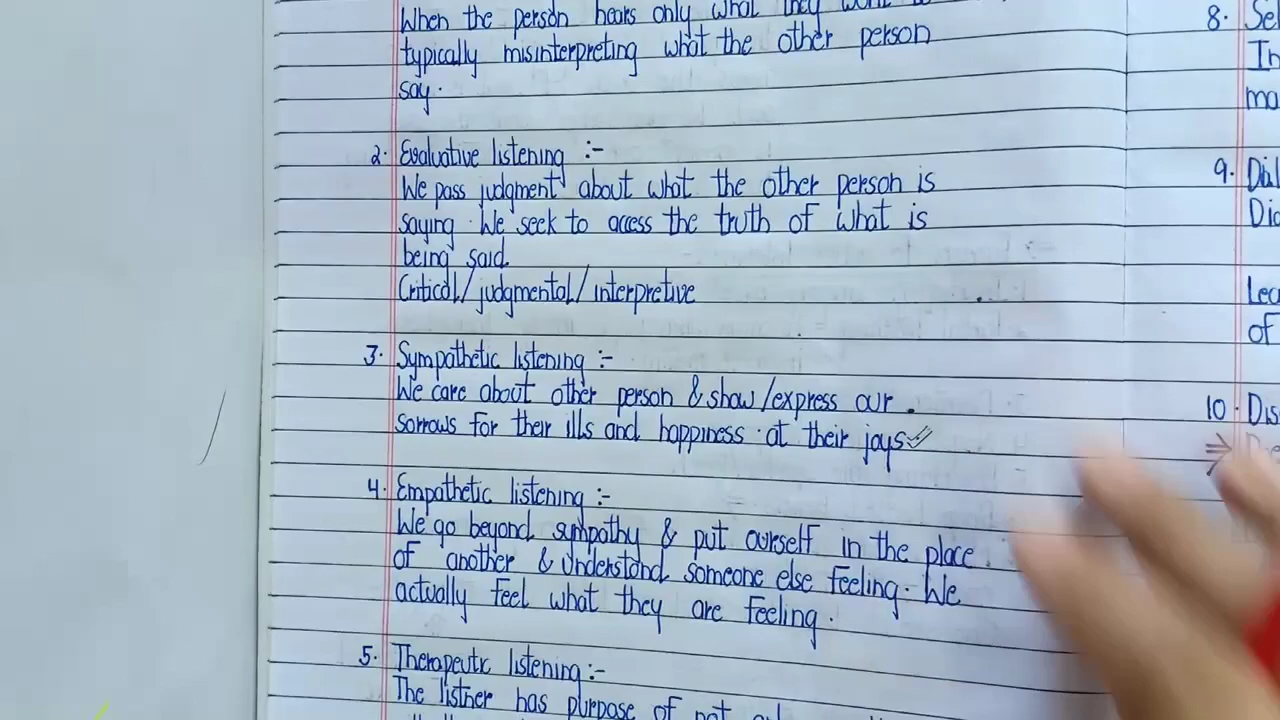 When the person hears only what they
typically misinterpreting what the other person
say.
2. Evaluative listening :-
We pass judgment about what the other person is
saying. We seek to access the truth of what is
being said.
Critical/judgmental/interpretive
3. Sympathetic listening :-
We care about other person & show/express our
sorrows for their ills and happiness at their joys
4. Empathetic listening :-
We go beyond sympathy & put ourself in the place
of another & understand someone else feeling. We
actually feel what they are feeling.
5. Therapeutic listening :-
The listner has purpose of not
8.
9.
of
10.